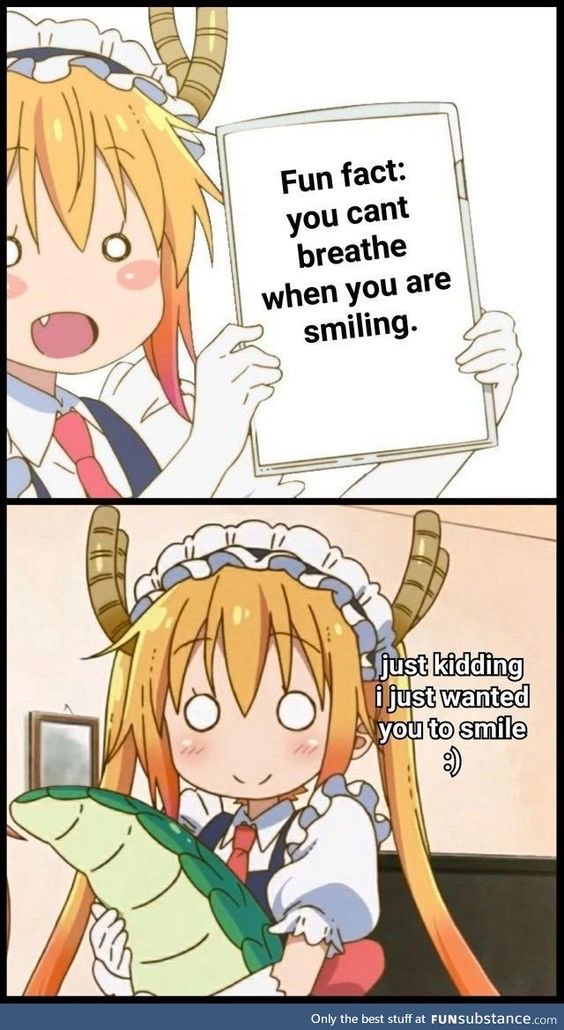 Fun fact:
you cant
breathe
when you are
smiling.
just kidding
i just wanted
you to smile
:)
Only the best stuff at FUNsubstance.com